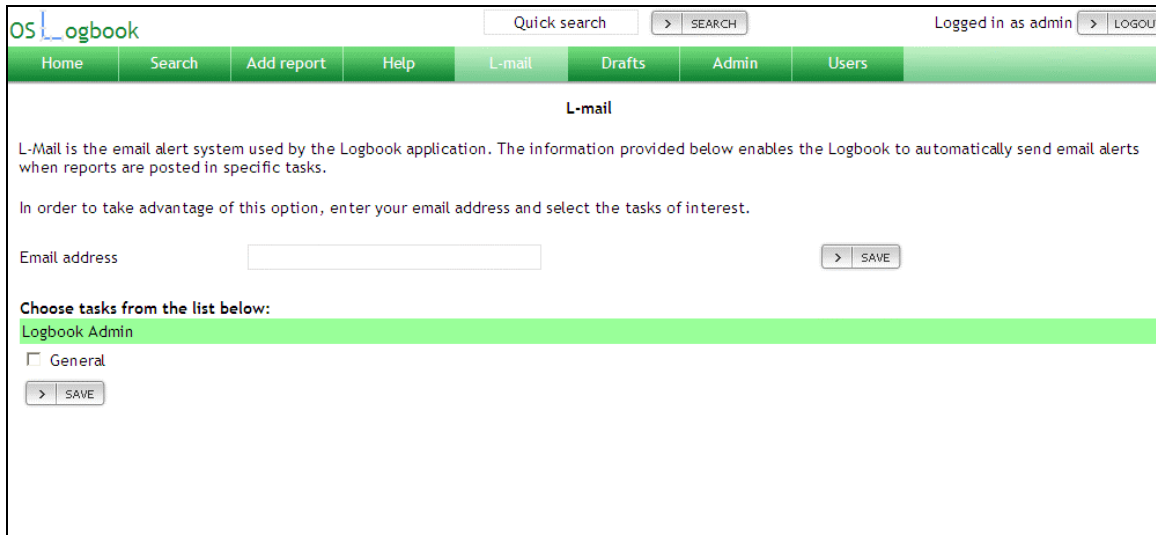 OS Logbook Quick search > SEARCH Logged in as admin > LOGOU
Home Search Add report Help L-mail Drafts Admin Users
L-mail
L-Mail is the email alert system used by the Logbook application. The information provided below enables the Logbook to automatically send email alerts
when reports are posted in specific tasks.
In order to take advantage of this option, enter your email address and select the tasks of interest.
Email address > SAVE
Choose tasks from the list below:
Logbook Admin
General
> SAVE